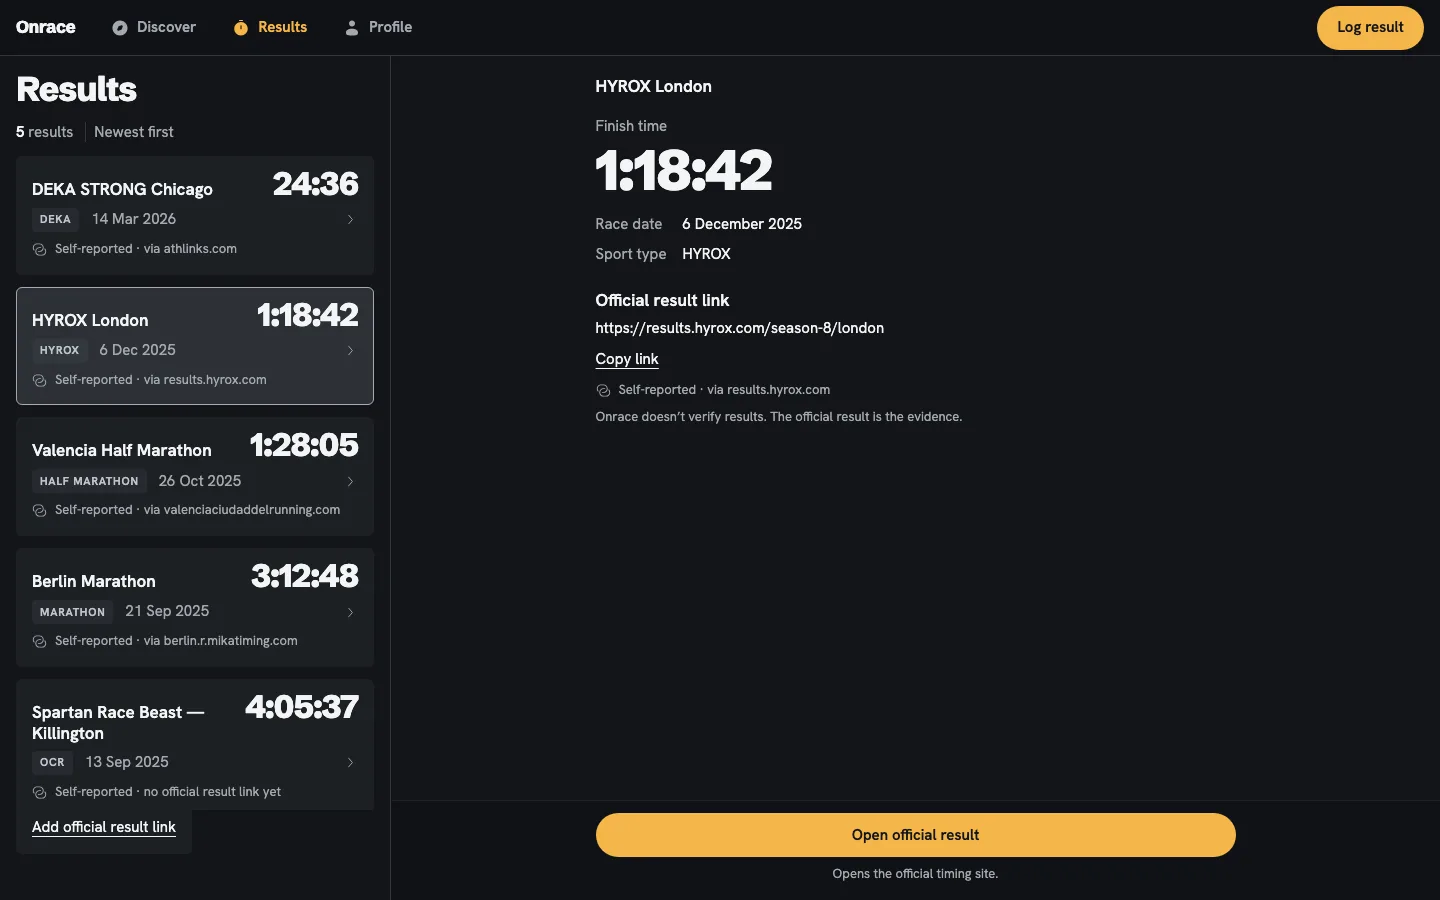 Onrace
Discover
Results
Profile
Log result
Results
5 results
Newest first
DEKA STRONG Chicago
24:36
DEKA
14 Mar 2026
Self-reported · via athlinks.com
HYROX London
1:18:42
HYROX
6 Dec 2025
Self-reported · via results.hyrox.com
Valencia Half Marathon
1:28:05
HALF MARATHON
26 Oct 2025
Self-reported · via valenciaciudaddelrunning.com
Berlin Marathon
3:12:48
MARATHON
21 Sep 2025
Self-reported · via berlin.r.mikatiming.com
Spartan Race Beast —
Killington
4:05:37
OCR
13 Sep 2025
Self-reported · no official result link yet
Add official result link
HYROX London
Finish time
1:18:42
Race date 6 December 2025
Sport type HYROX
Official result link
https://results.hyrox.com/season-8/london
Copy link
Self-reported · via results.hyrox.com
Onrace doesn’t verify results. The official result is the evidence.
Open official result
Opens the official timing site.